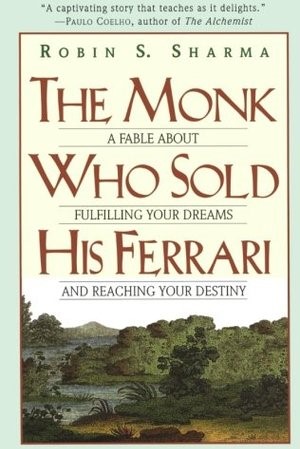 "A captivating story that teaches as it delights."
—Paulo Coelho, author of The Alchemist
Robin S. Sharma
The Monk
A FABLE ABOUT
Who Sold
FULFILLING YOUR DREAMS
His Ferrari
AND REACHING YOUR DESTINY